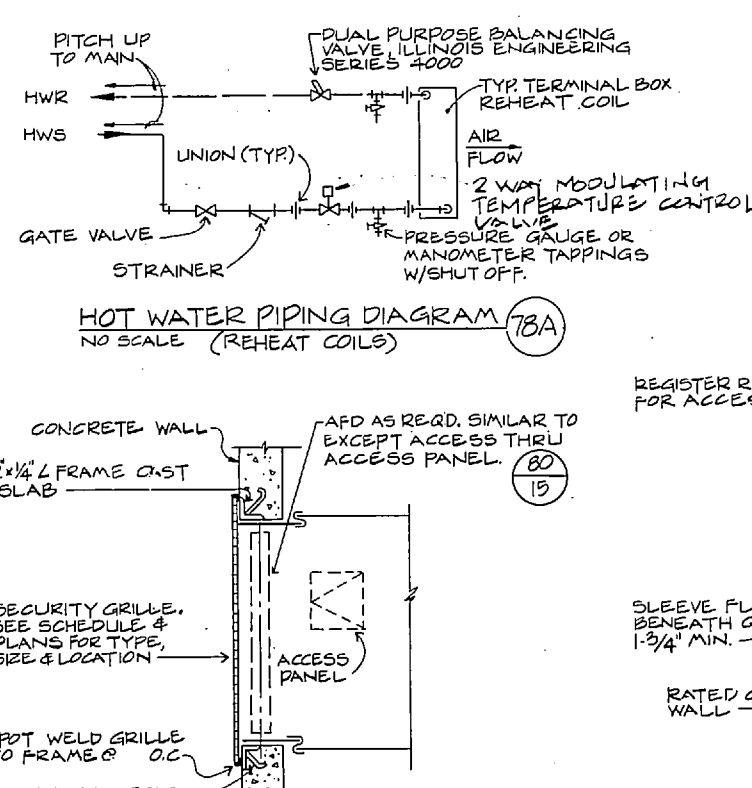 PITCH UP
TO MAIN
HWR
HWS
DUAL PURPOSE BALANCING
VALVE, ILLINOIS ENGINEERING
SERIES 4000
TYP. TERMINAL BOX
REHEAT COIL
AIR
FLOW
UNION (TYP.)
2 WAY MODULATING
TEMPERATURE CONTROL
VALVE
GATE VALVE
STRAINER
PRESSURE GAUGE OR
MANOMETER TAPPINGS
W/SHUT OFF.
HOT WATER PIPING DIAGRAM
78A
NO SCALE (REHEAT COILS)
REGISTER R
FOR ACCES
CONCRETE WALL
AFD AS REQD. SIMILAR TO
EXCEPT ACCESS THRU
ACCESS PANEL.
80
15
"x1/4" L FRAME CAST
SLAB
SECURITY GRILLE.
SEE SCHEDULE &
PLANS FOR TYPE,
SIZE & LOCATION
ACCESS
PANEL
SLEEVE FL
BENEATH G
1-3/4" MIN.
RATED
WALL
POT WELD GRILLE
TO FRAME @ O.C